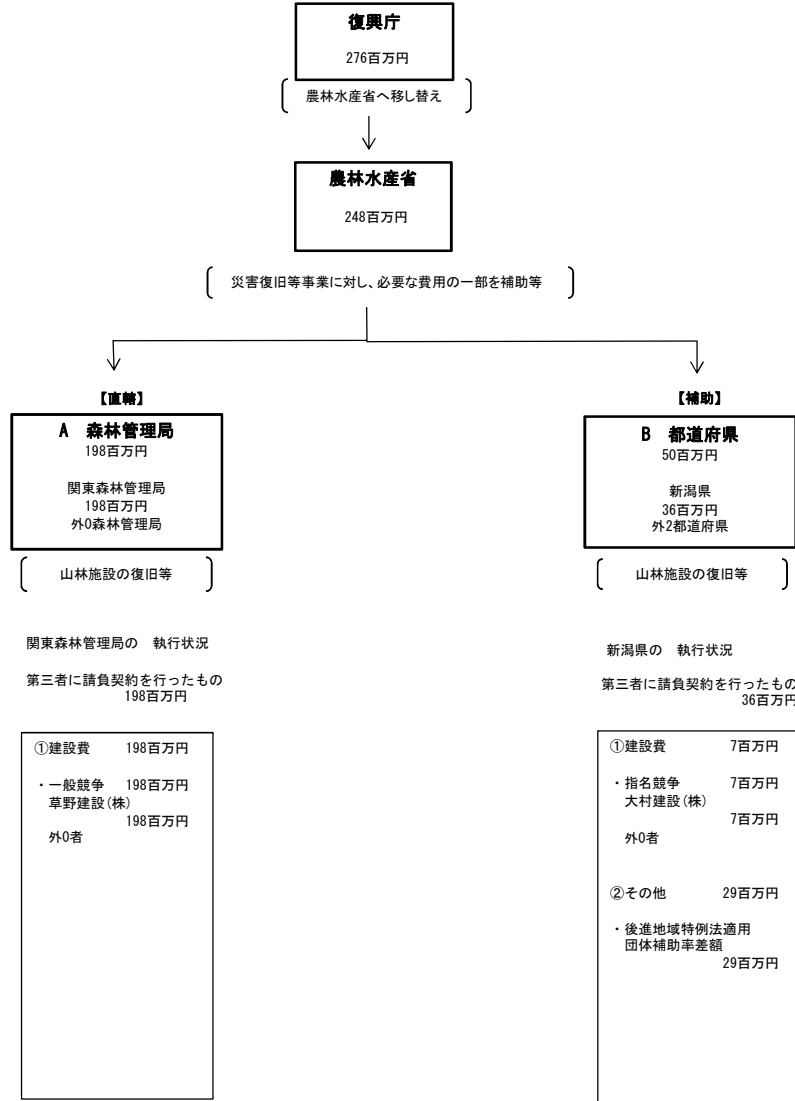 復興庁
276百万円
農林水産省へ移し替え
農林水産省
248百万円
災害復旧等事業に対し、必要な費用の一部を補助等
【直轄】
A 森林管理局
198百万円
関東森林管理局
198百万円
外0森林管理局
山林施設の復旧等
関東森林管理局の 執行状況
第三者に請負契約を行ったもの
198百万円
①建設費 198百万円
・一般競争 198百万円
草野建設(株)
198百万円
外0者
【補助】
B 都道府県
50百万円
新潟県
36百万円
外2都道府県
山林施設の復旧等
新潟県の 執行状況
第三者に請負契約を行ったもの
36百万円
①建設費 7百万円
・指名競争 7百万円
大村建設(株)
7百万円
外0者
②その他 29百万円
・後進地域特例法適用
団体補助率差額
29百万円